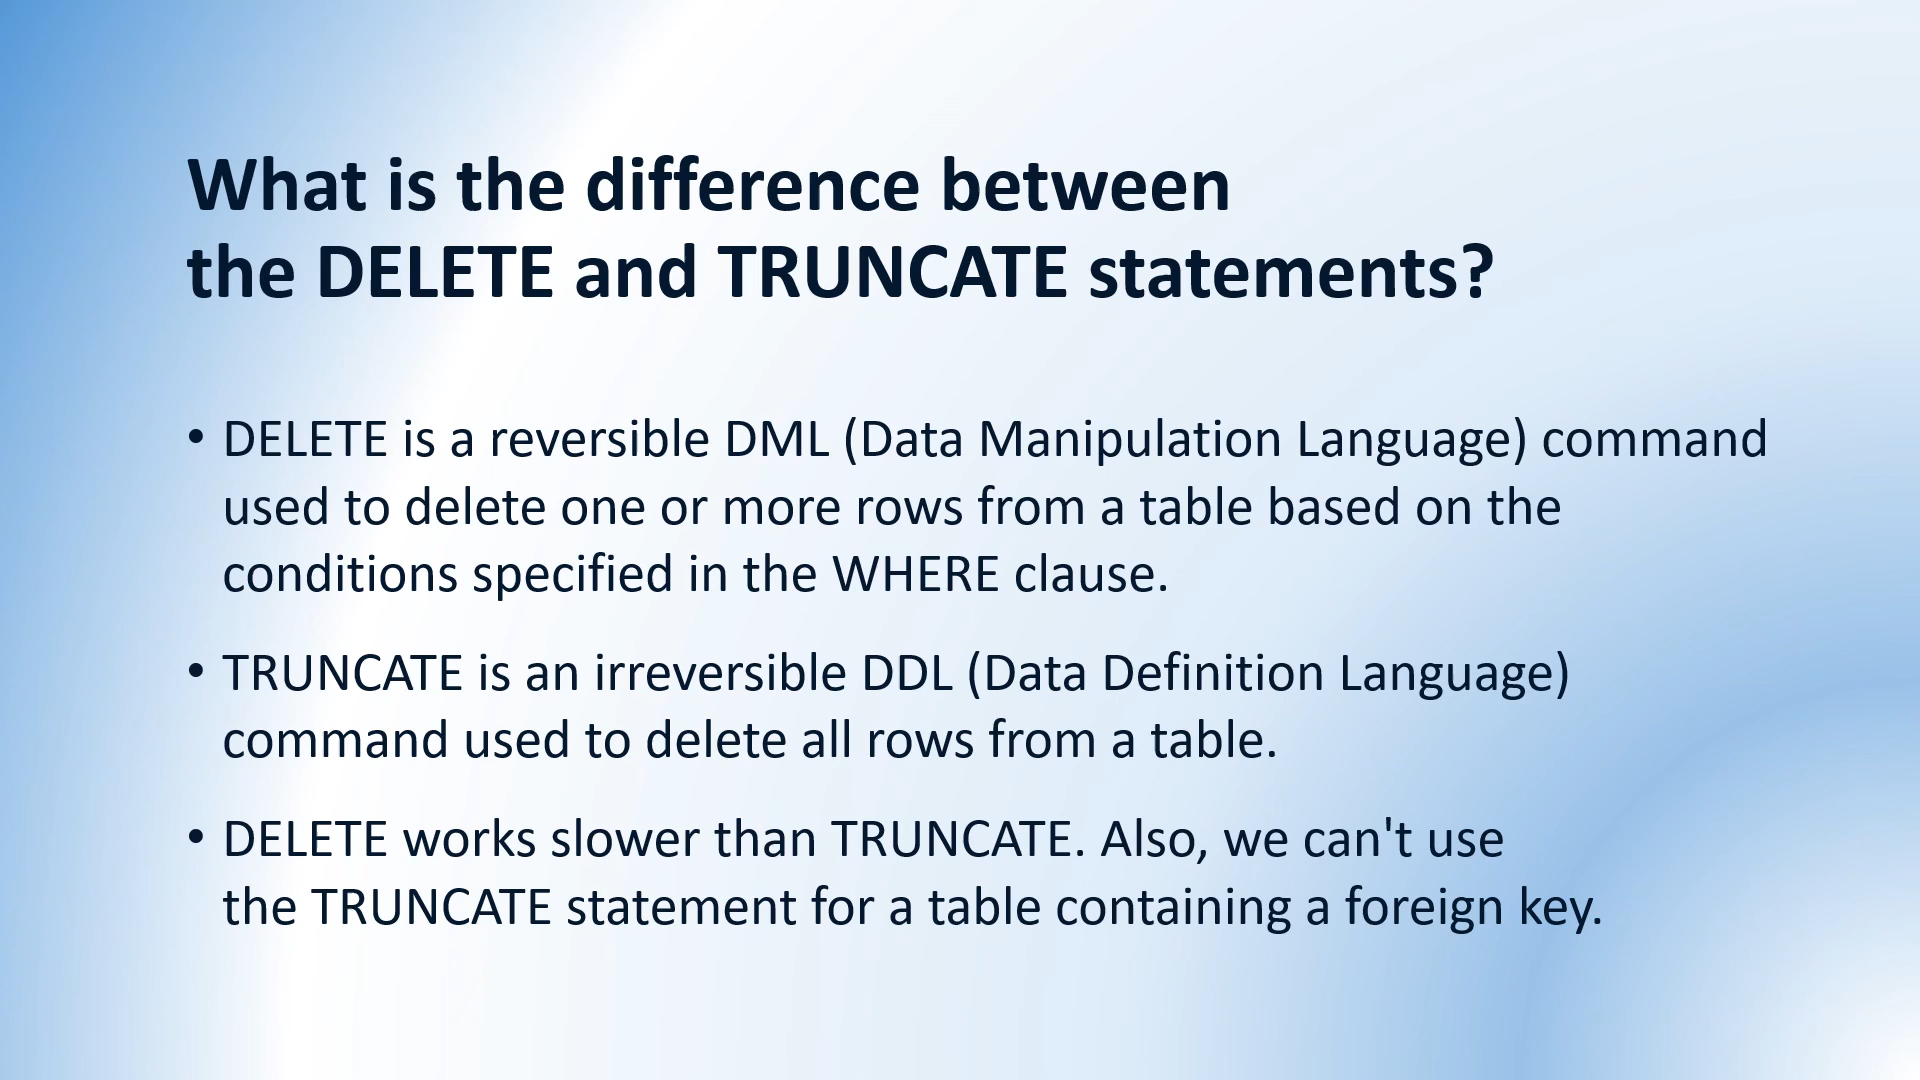 What is the difference between
the DELETE and TRUNCATE statements?
• DELETE is a reversible DML (Data Manipulation Language) command
used to delete one or more rows from a table based on the
conditions specified in the WHERE clause.
• TRUNCATE is an irreversible DDL (Data Definition Language)
command used to delete all rows from a table.
• DELETE works slower than TRUNCATE. Also, we can't use
the TRUNCATE statement for a table containing a foreign key.